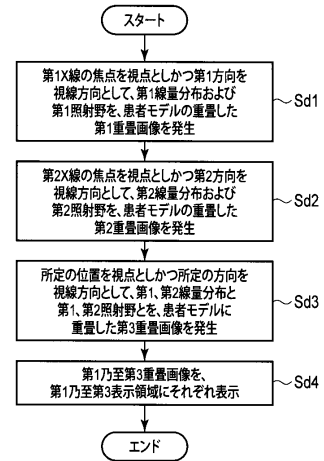 スタート
第1X線の焦点を視点としかつ第1方向を
視線方向として、第1線量分布および
第1照射野を、患者モデルの重畳した
第1重畳画像を発生
Sd1
第2X線の焦点を視点としかつ第2方向を
視線方向として、第2線量分布および
第2照射野を、患者モデルの重畳した
第2重畳画像を発生
Sd2
所定の位置を視点としかつ所定の方向を
視線方向として、第1、第2線量分布と
第1、第2照射野とを、患者モデルに
重畳した第3重畳画像を発生
Sd3
第1乃至第3重畳画像を、
第1乃至第3表示領域にそれぞれ表示
Sd4
エンド